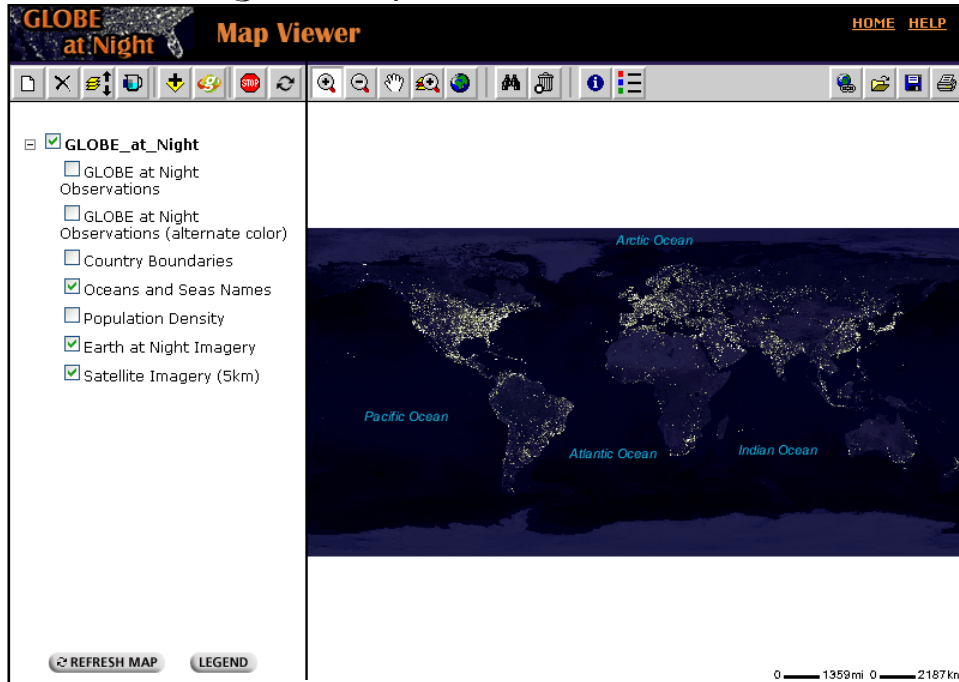 GLOBE
at Night
Map Viewer
HOME HELP
STOP
GLOBE_at_Night
GLOBE at Night
Observations
GLOBE at Night
Observations (alternate color)
Country Boundaries
Oceans and Seas Names
Population Density
Earth at Night Imagery
Satellite Imagery (5km)
Arctic Ocean
Pacific Ocean
Atlantic Ocean
Indian Ocean
REFRESH MAP
LEGEND
0 1359mi 0 2187km